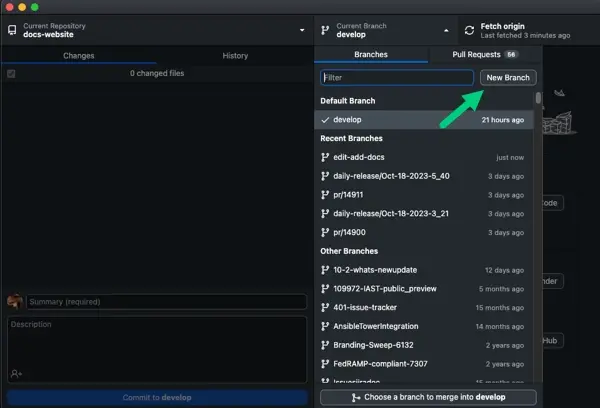 Current Repository
docs-website
Current Branch
develop
Fetch origin
Last fetched 3 minutes ago
Changes
History
Branches
Pull Requests 56
0 changed files
Filter
New Branch
Default Branch
develop 21 hours ago
Recent Branches
edit-add-docs just now
daily-release/Oct-18-2023-5_40 3 days ago
pr/14911 3 days ago
daily-release/Oct-18-2023-3_21 3 days ago
pr/14900 3 days ago
Other Branches
10-2-whats-newupdate 12 days ago
109972-IAST-public_preview 5 months ago
401-issue-tracker 15 months ago
AnsibleTowerIntegration 14 months ago
Branding-Sweep-6132 2 years ago
FedRAMP-compliant-7307 2 years ago
Code
Hub
Summary (required)
Description
Commit to develop
Choose a branch to merge into develop